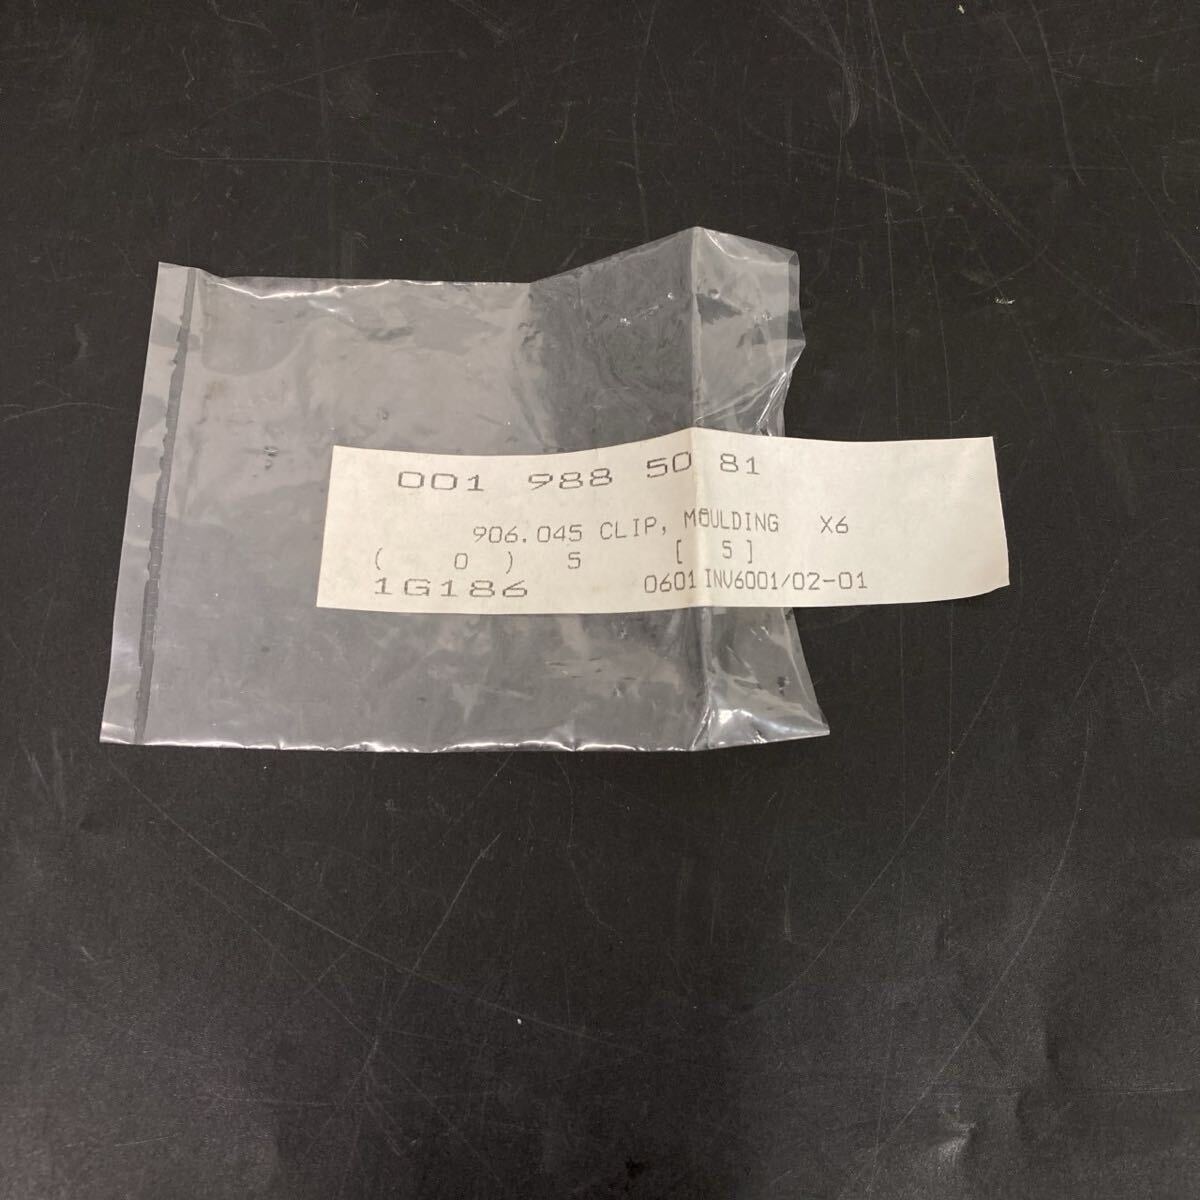 001 988 50 81
906.045 CLIP, MOULDING X6
( 0 ) 5 [ 5 ]
1G186 0601 INV6001/02-01